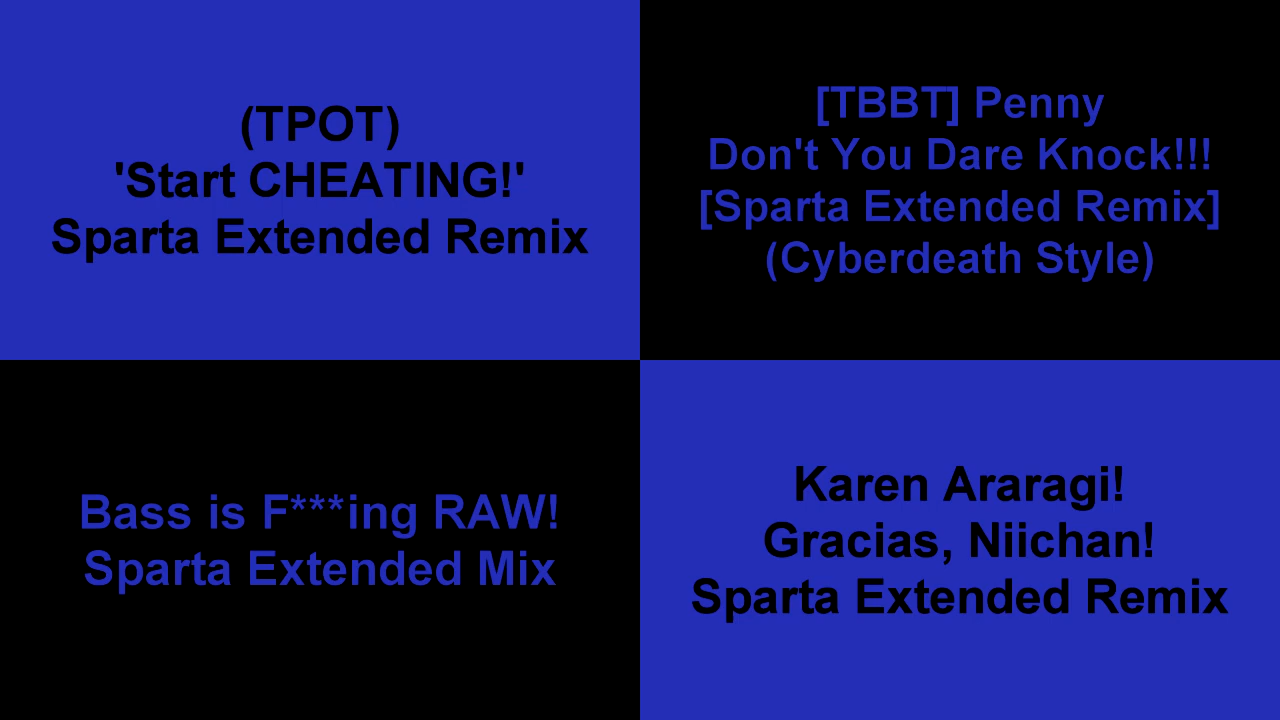 (TPOT)
'Start CHEATING!'
Sparta Extended Remix
[TBBT] Penny
Don't You Dare Knock!!!
[Sparta Extended Remix]
(Cyberdeath Style)
Bass is F***ing RAW!
Sparta Extended Mix
Karen Araragi!
Gracias, Niichan!
Sparta Extended Remix